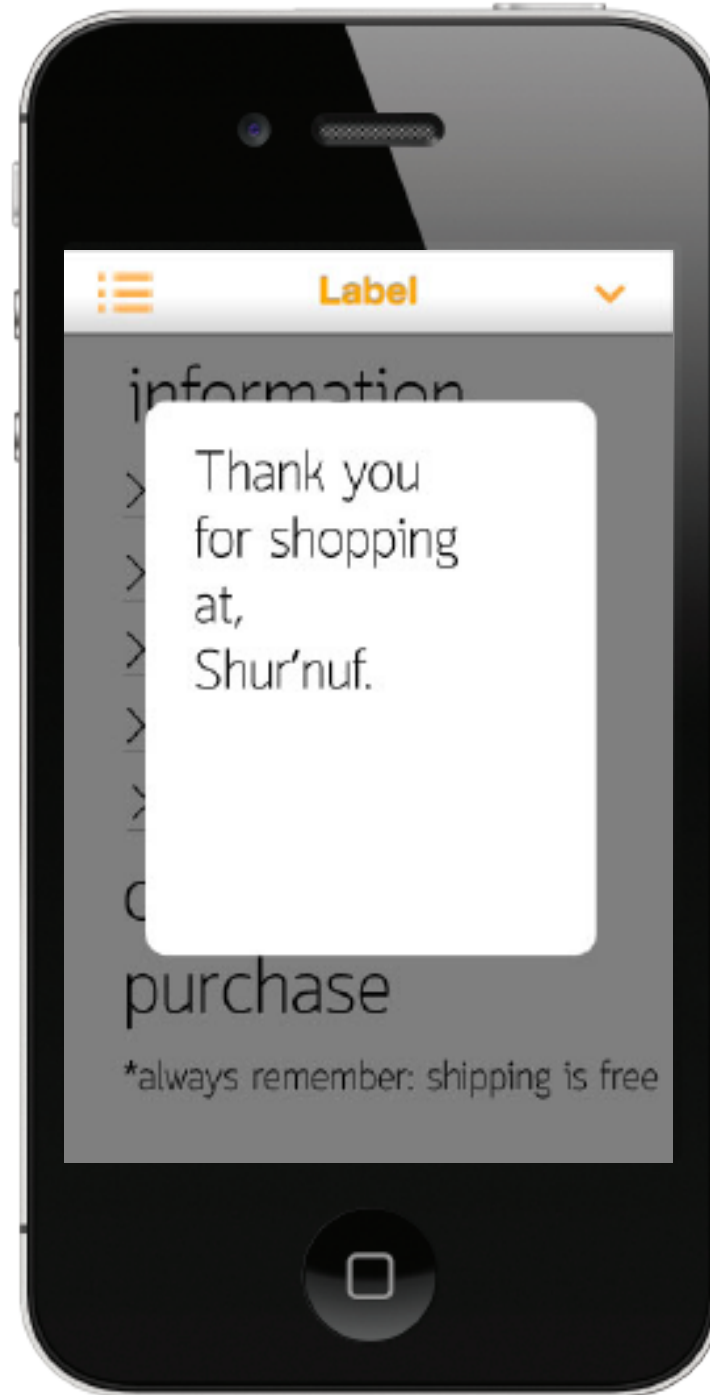 Label
information
Thank you
for shopping
at,
Shur'nuf.
purchase
*always remember: shipping is free